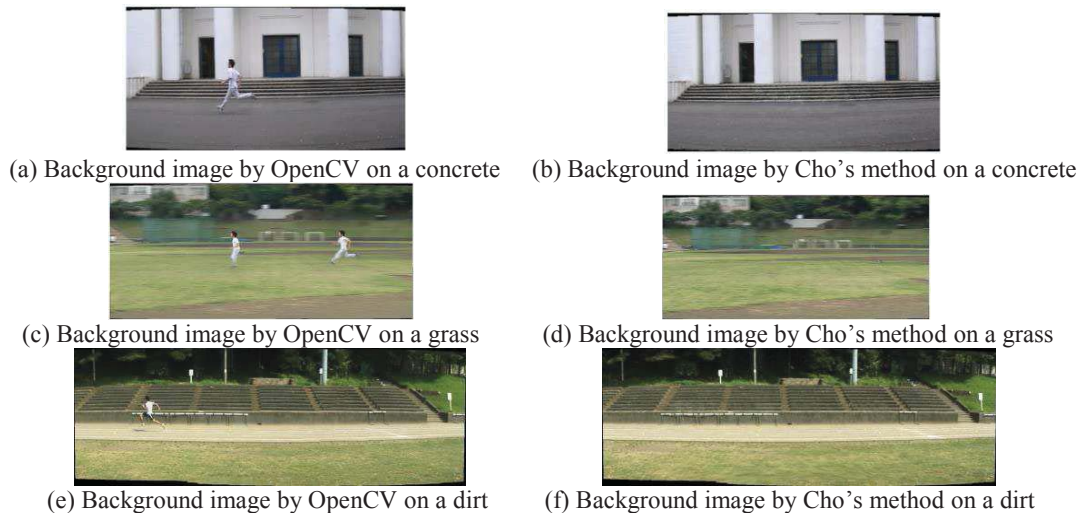 (a) Background image by OpenCV on a concrete
(b) Background image by Cho's method on a concrete
(c) Background image by OpenCV on a grass
(d) Background image by Cho's method on a grass
(e) Background image by OpenCV on a dirt
(f) Background image by Cho's method on a dirt